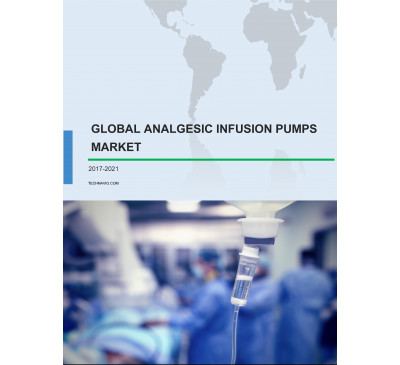 GLOBAL ANALGESIC INFUSION PUMPS
MARKET
2017-2021
TECHNAVIO.COM